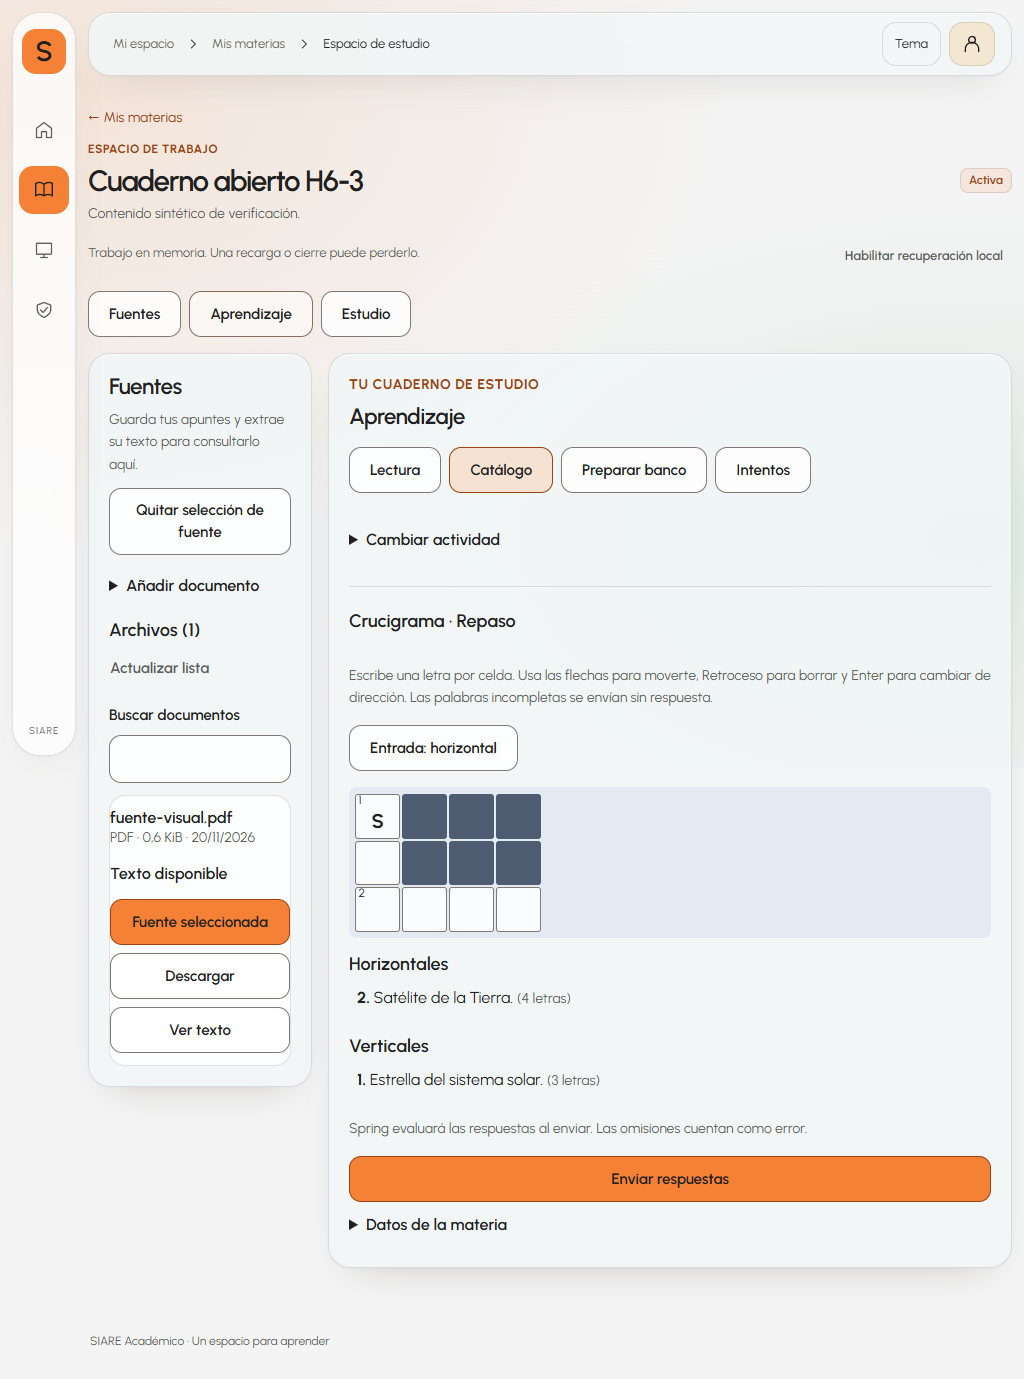 S
Mi espacio > Mis materias > Espacio de estudio
Tema
← Mis materias
ESPACIO DE TRABAJO
Cuaderno abierto H6-3
Activa
Contenido sintético de verificación.
Trabajo en memoria. Una recarga o cierre puede perderlo.
Habilitar recuperación local
Fuentes
Aprendizaje
Estudio
Fuentes
Guarda tus apuntes y extrae
su texto para consultarlo
aquí.
Quitar selección de
fuente
Añadir documento
Archivos (1)
Actualizar lista
Buscar documentos
fuente-visual.pdf
PDF · 0,6 KiB · 20/11/2026
Texto disponible
Fuente seleccionada
Descargar
Ver texto
SIARE
TU CUADERNO DE ESTUDIO
Aprendizaje
Lectura
Catálogo
Preparar banco
Intentos
Cambiar actividad
Crucigrama · Repaso
Escribe una letra por celda. Usa las flechas para moverte, Retroceso para borrar y Enter para cambiar de
dirección. Las palabras incompletas se envían sin respuesta.
Entrada: horizontal
1
S
2
Horizontales
2. Satélite de la Tierra. (4 letras)
Verticales
1. Estrella del sistema solar. (3 letras)
Spring evaluará las respuestas al enviar. Las omisiones cuentan como error.
Enviar respuestas
Datos de la materia
SIARE Académico · Un espacio para aprender